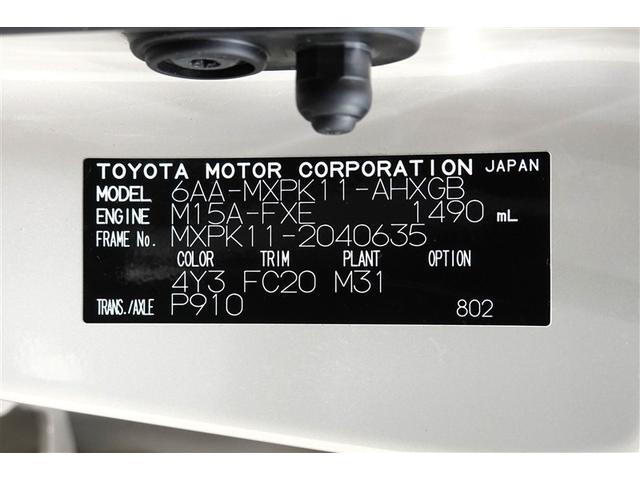 TOYOTA MOTOR CORPORATION JAPAN
MODEL 6AA-MXPK11-AHXGB
ENGINE M15A-FXE 1490 mL
FRAME No. MXPK11-2040635
COLOR TRIM PLANT OPTION
4Y3 FC20 M31
TRANS./AXLE P910 802